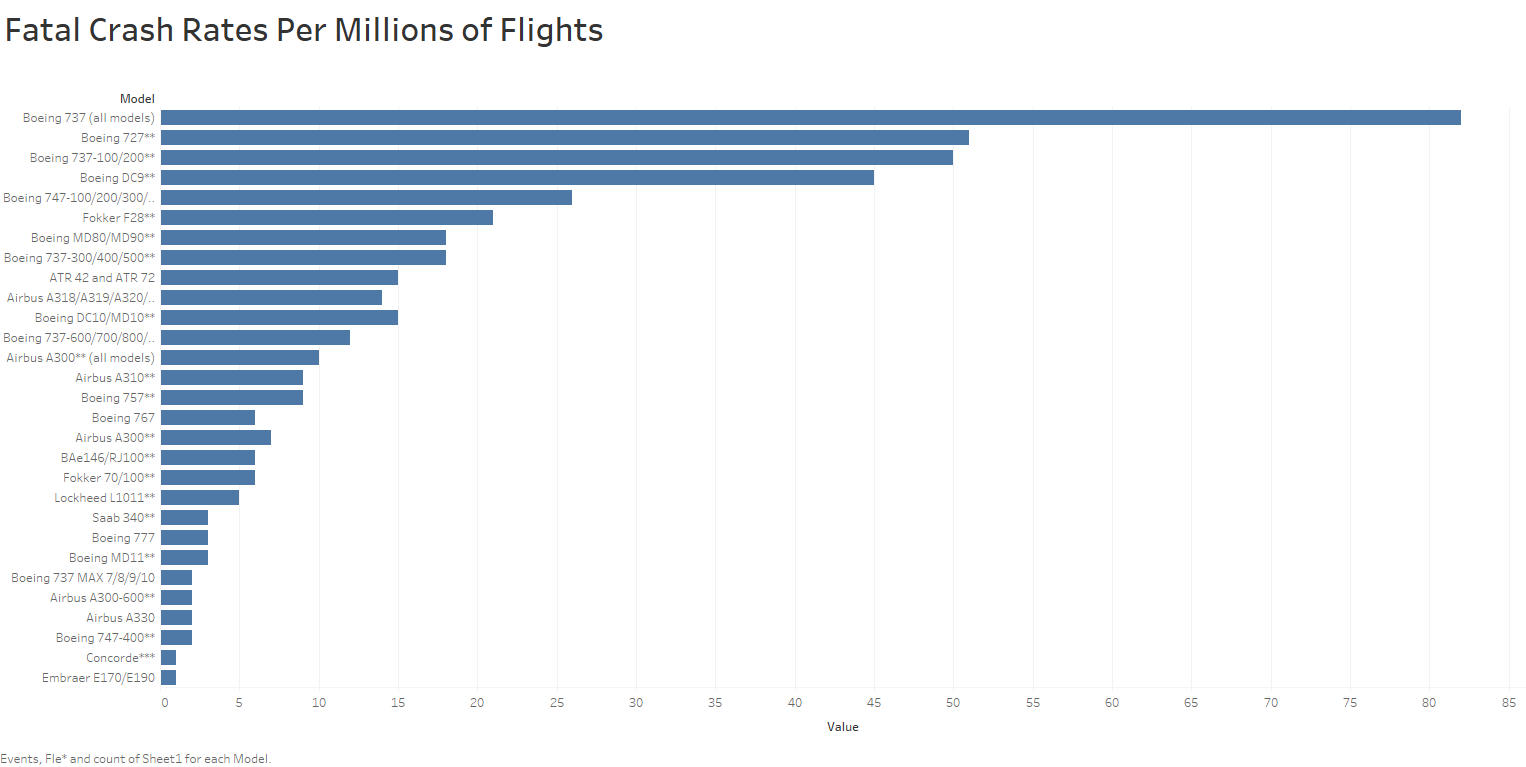 Fatal Crash Rates Per Millions of Flights
Model
Boeing 737 (all models)
Boeing 727**
Boeing 737-100/200**
Boeing DC9**
Boeing 747-100/200/300/..
Fokker F28**
Boeing MD80/MD90**
Boeing 737-300/400/500**
ATR 42 and ATR 72
Airbus A318/A319/A320/..
Boeing DC10/MD10**
Boeing 737-600/700/800/..
Airbus A300** (all models)
Airbus A310**
Boeing 757**
Boeing 767
Airbus A300**
BAe146/RJ100**
Fokker 70/100**
Lockheed L1011**
Saab 340**
Boeing 777
Boeing MD11**
Boeing 737 MAX 7/8/9/10
Airbus A300-600**
Airbus A330
Boeing 747-400**
Concorde***
Embraer E170/E190
0 5 10 15 20 25 30 35 40 45 50 55 60 65 70 75 80 85
Value
Events, Fle* and count of Sheet1 for each Model.